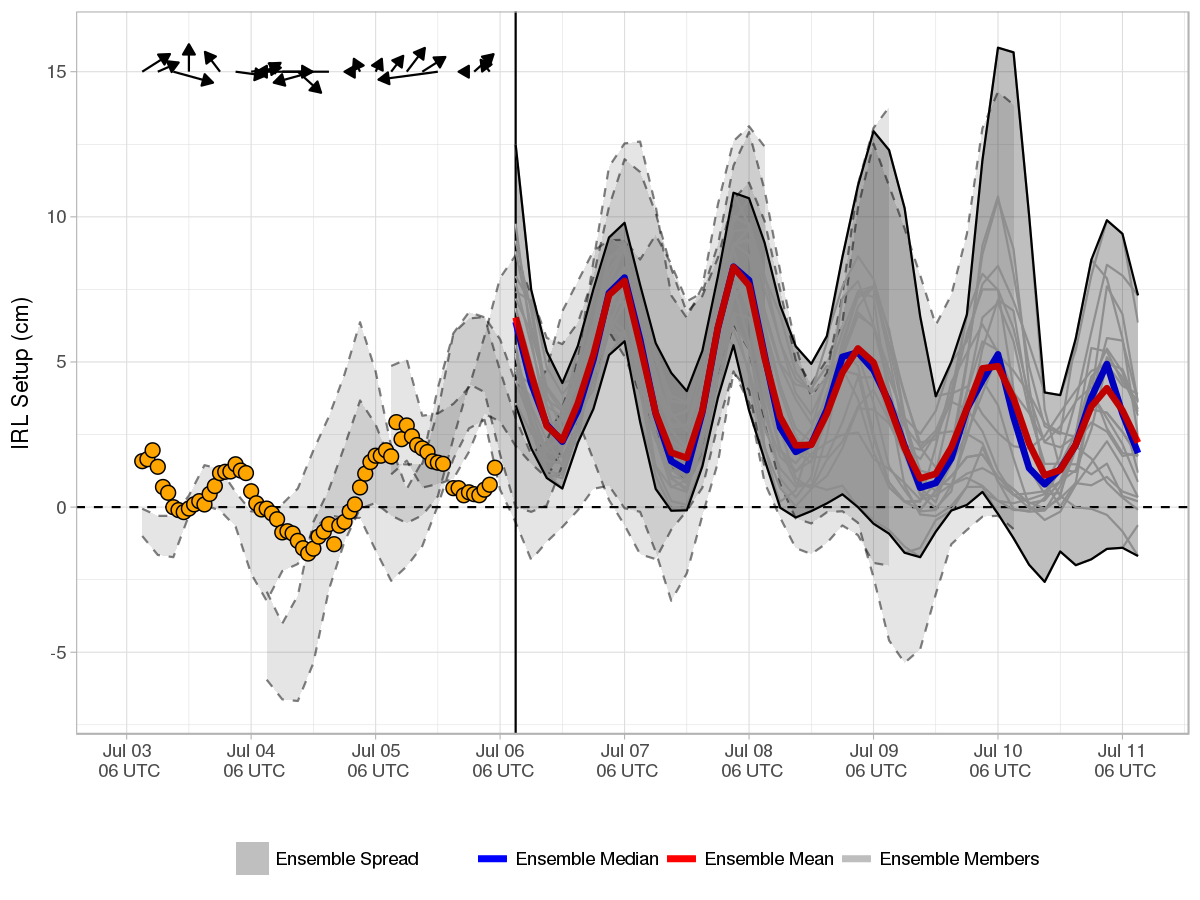 IRL Setup (cm)
15
10
5
0
-5
Jul 03
06 UTC
Jul 04
06 UTC
Jul 05
06 UTC
Jul 06
06 UTC
Jul 07
06 UTC
Jul 08
06 UTC
Jul 09
06 UTC
Jul 10
06 UTC
Jul 11
06 UTC
Ensemble Spread
Ensemble Median
Ensemble Mean
Ensemble Members